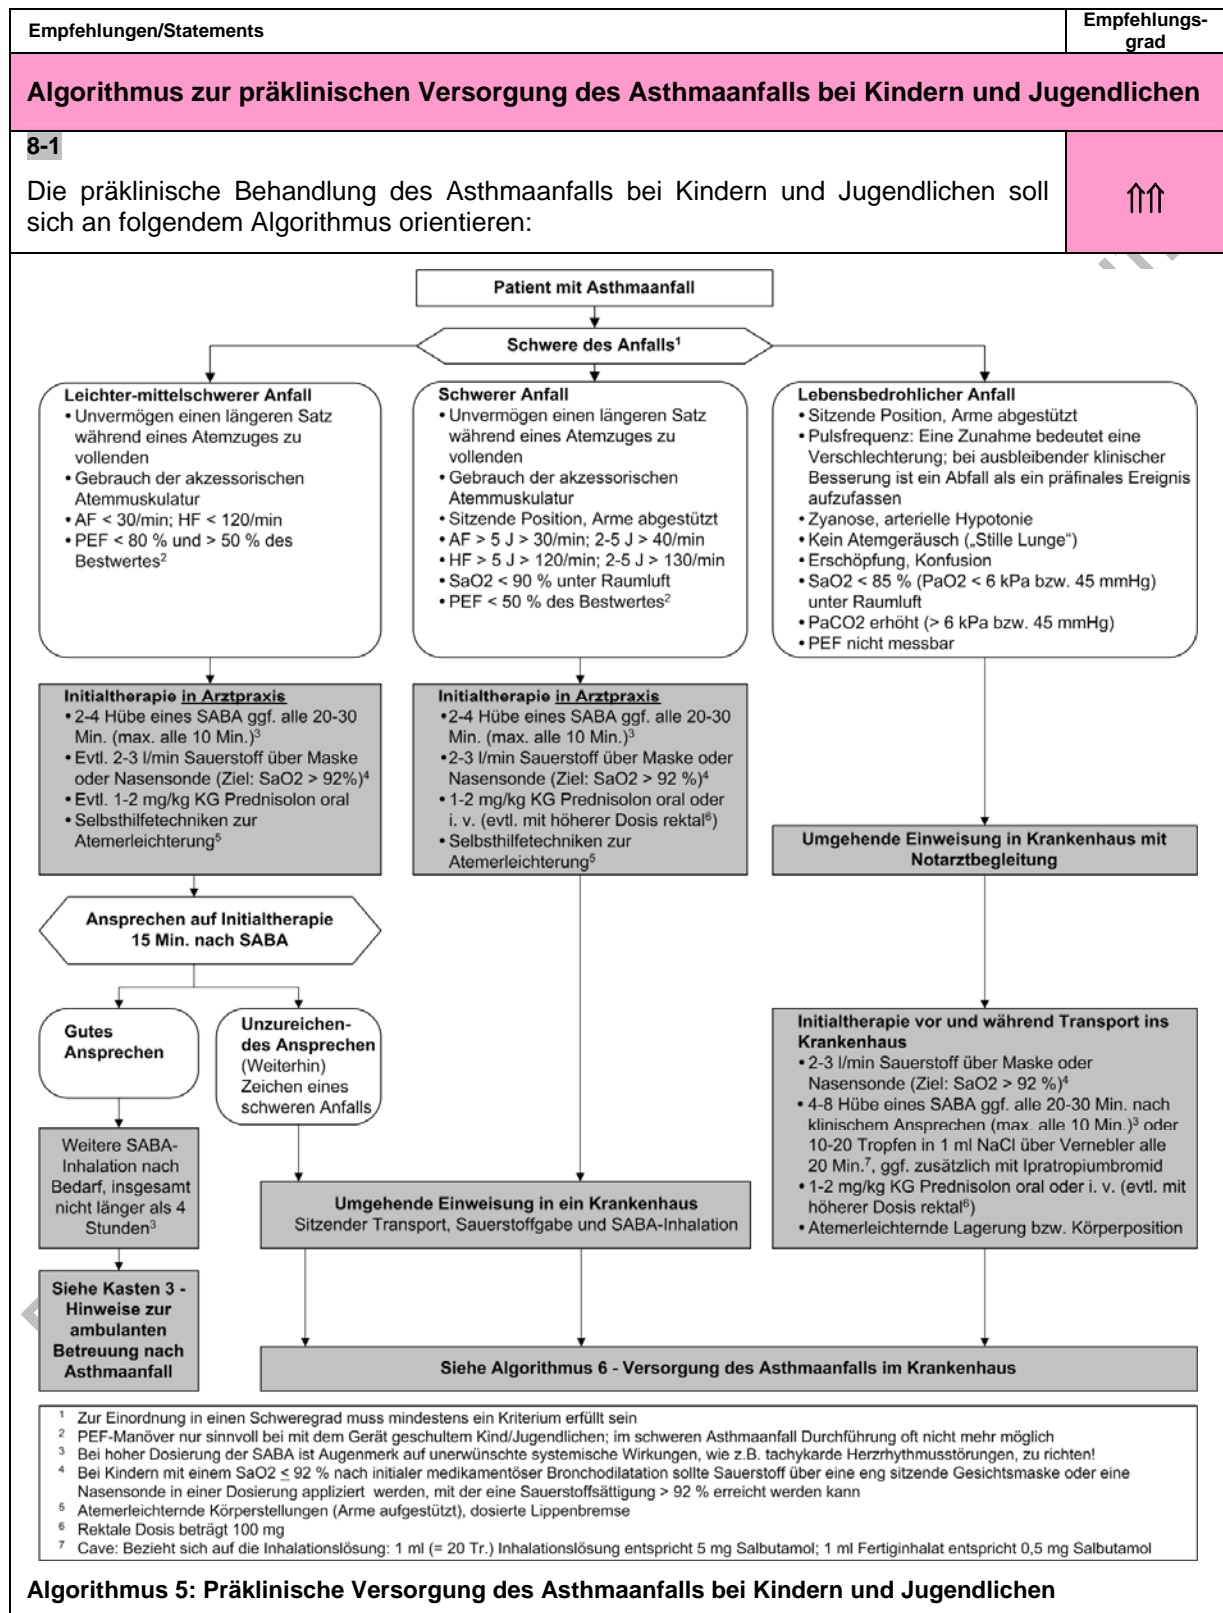 Empfehlungen/Statements
Empfehlungs-
grad
Algorithmus zur präklinischen Versorgung des Asthmaanfalls bei Kindern und Jugendlichen
8-1
Die präklinische Behandlung des Asthmaanfalls bei Kindern und Jugendlichen soll
sich an folgendem Algorithmus orientieren:
⇑⇑
Patient mit Asthmaanfall
Schwere des Anfalls¹
Leichter-mittelschwerer Anfall
• Unvermögen einen längeren Satz
während eines Atemzuges zu
vollenden
• Gebrauch der akzessorischen
Atemmuskulatur
• AF < 30/min; HF < 120/min
• PEF < 80 % und > 50 % des
Bestwertes²
Schwerer Anfall
• Unvermögen einen längeren Satz
während eines Atemzuges zu
vollenden
• Gebrauch der akzessorischen
Atemmuskulatur
• Sitzende Position, Arme abgestützt
• AF > 5 J > 30/min; 2-5 J > 40/min
• HF > 5 J > 120/min; 2-5 J > 130/min
• SaO2 < 90 % unter Raumluft
• PEF < 50 % des Bestwertes²
Lebensbedrohlicher Anfall
• Sitzende Position, Arme abgestützt
• Pulsfrequenz: Eine Zunahme bedeutet eine
Verschlechterung; bei ausbleibender klinischer
Besserung ist ein Abfall als ein präfinales Ereignis
aufzufassen
• Zyanose, arterielle Hypotonie
• Kein Atemgeräusch („Stille Lunge“)
• Erschöpfung, Konfusion
• SaO2 < 85 % (PaO2 < 6 kPa bzw. 45 mmHg)
unter Raumluft
• PaCO2 erhöht (> 6 kPa bzw. 45 mmHg)
• PEF nicht messbar
Initialtherapie in Arztpraxis
• 2-4 Hübe eines SABA ggf. alle 20-30
Min. (max. alle 10 Min.)³
• Evtl. 2-3 l/min Sauerstoff über Maske
oder Nasensonde (Ziel: SaO2 > 92%)⁴
• Evtl. 1-2 mg/kg KG Prednisolon oral
• Selbsthilfetechniken zur
Atemerleichterung⁵
Initialtherapie in Arztpraxis
• 2-4 Hübe eines SABA ggf. alle 20-30
Min. (max. alle 10 Min.)³
• 2-3 l/min Sauerstoff über Maske oder
Nasensonde (Ziel: SaO2 > 92 %)⁴
• 1-2 mg/kg KG Prednisolon oral oder
i. v. (evtl. mit höherer Dosis rektal⁶)
• Selbsthilfetechniken zur
Atemerleichterung⁵
Umgehende Einweisung in Krankenhaus mit
Notarztbegleitung
Ansprechen auf Initialtherapie
15 Min. nach SABA
Gutes
Ansprechen
Unzureichen-
des Ansprechen
(Weiterhin)
Zeichen eines
schweren Anfalls
Initialtherapie vor und während Transport ins
Krankenhaus
• 2-3 l/min Sauerstoff über Maske oder
Nasensonde (Ziel: SaO2 > 92 %)⁴
• 4-8 Hübe eines SABA ggf. alle 20-30 Min. nach
klinischem Ansprechen (max. alle 10 Min.)³ oder
10-20 Tropfen in 1 ml NaCl über Vernebler alle
20 Min.⁷, ggf. zusätzlich mit Ipratropiumbromid
• 1-2 mg/kg KG Prednisolon oral oder i. v. (evtl. mit
höherer Dosis rektal⁶)
• Atemerleichternde Lagerung bzw. Körperposition
Weitere SABA-
Inhalation nach
Bedarf, insgesamt
nicht länger als 4
Stunden³
Umgehende Einweisung in ein Krankenhaus
Sitzender Transport, Sauerstoffgabe und SABA-Inhalation
Siehe Kasten 3 -
Hinweise zur
ambulanten
Betreuung nach
Asthmaanfall
Siehe Algorithmus 6 - Versorgung des Asthmaanfalls im Krankenhaus
¹ Zur Einordnung in einen Schweregrad muss mindestens ein Kriterium erfüllt sein
² PEF-Manöver nur sinnvoll bei mit dem Gerät geschultem Kind/Jugendlichen; im schweren Asthmaanfall Durchführung oft nicht mehr möglich
³ Bei hoher Dosierung der SABA ist Augenmerk auf unerwünschte systemische Wirkungen, wie z.B. tachykarde Herzrhythmusstörungen, zu richten!
⁴ Bei Kindern mit einem SaO2 ≤ 92 % nach initialer medikamentöser Bronchodilatation sollte Sauerstoff über eine eng sitzende Gesichtsmaske oder eine
Nasensonde in einer Dosierung appliziert werden, mit der eine Sauerstoffsättigung > 92 % erreicht werden kann
⁵ Atemerleichternde Körperstellungen (Arme aufgestützt), dosierte Lippenbremse
⁶ Rektale Dosis beträgt 100 mg
⁷ Cave: Bezieht sich auf die Inhalationslösung: 1 ml (= 20 Tr.) Inhalationslösung entspricht 5 mg Salbutamol; 1 ml Fertiginhalat entspricht 0,5 mg Salbutamol
Algorithmus 5: Präklinische Versorgung des Asthmaanfalls bei Kindern und Jugendlichen